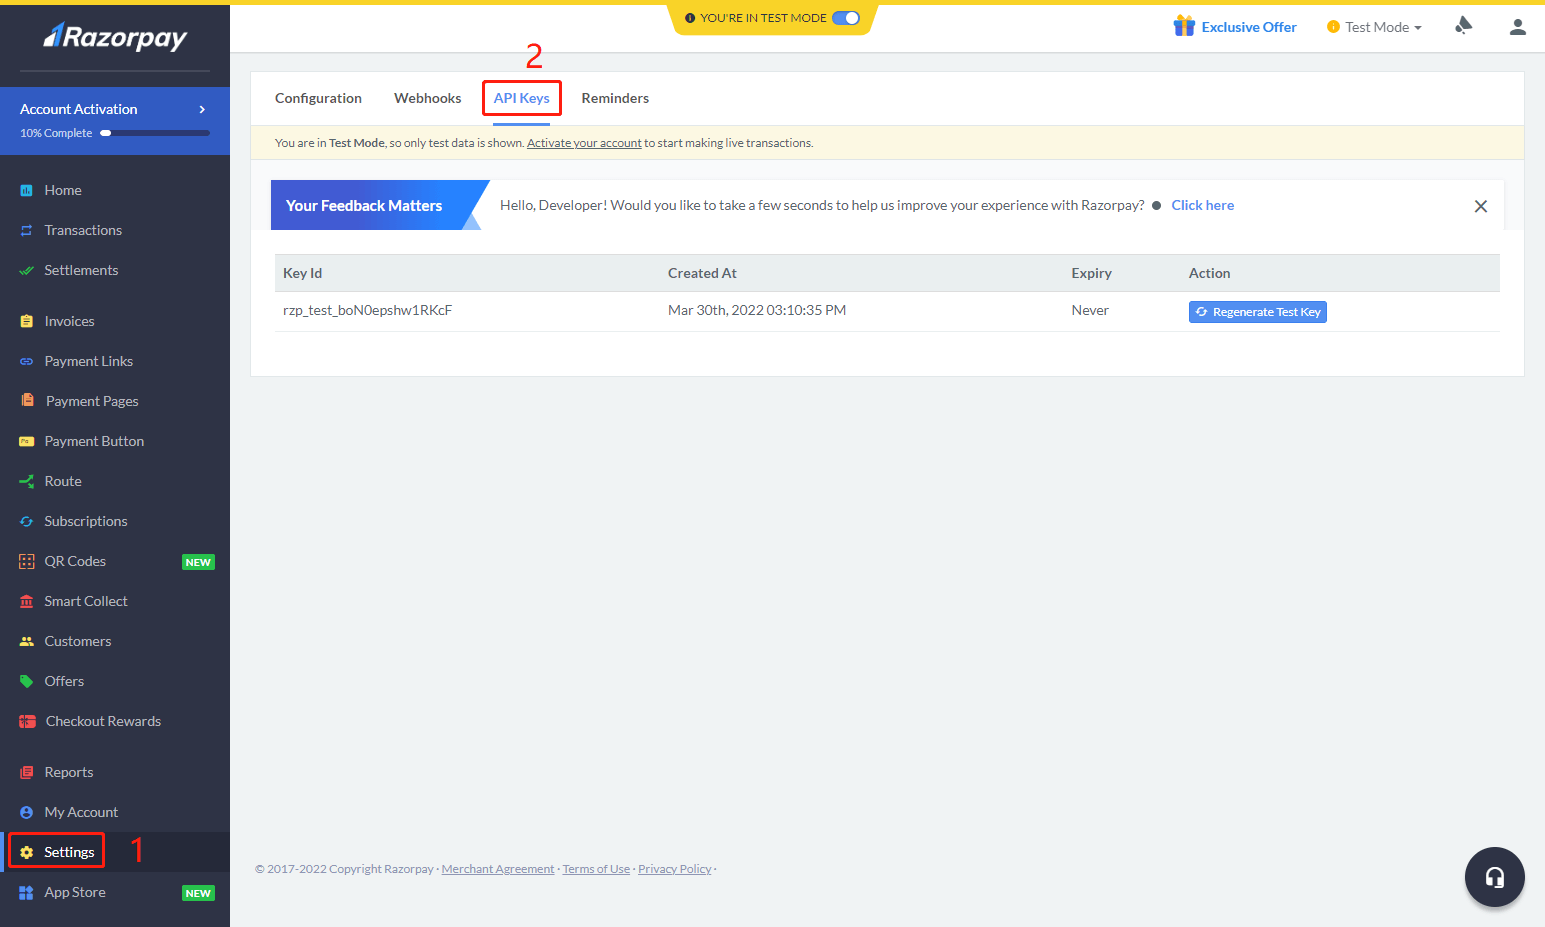 YOU'RE IN TEST MODE
Razorpay
Exclusive Offer
Test Mode
2
Account Activation
10% Complete
Configuration
Webhooks
API Keys
Reminders
You are in Test Mode, so only test data is shown. Activate your account to start making live transactions.
Your Feedback Matters
Hello, Developer! Would you like to take a few seconds to help us improve your experience with Razorpay? ● Click here
Key Id
Created At
Expiry
Action
rzp_test_boN0epshw1RKcF
Mar 30th, 2022 03:10:35 PM
Never
Regenerate Test Key
Home
Transactions
Settlements
Invoices
Payment Links
Payment Pages
Payment Button
Route
Subscriptions
QR Codes NEW
Smart Collect
Customers
Offers
Checkout Rewards
Reports
My Account
Settings 1
App Store NEW
© 2017-2022 Copyright Razorpay · Merchant Agreement · Terms of Use · Privacy Policy ·